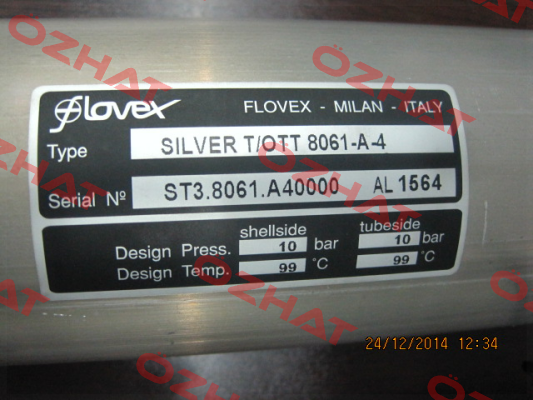 flovex FLOVEX - MILAN - ITALY
Type SILVER T/OTT 8061-A-4
Serial Nº ST3.8061.A40000 AL 1564
shellside tubeside
Design Press. 10 bar 10 bar
Design Temp. 99 °C 99 °C
24/12/2014 12:34
OZHAT
OZHAT
OZHAT
OZHAT
OZHAT
OZHAT
OZHAT